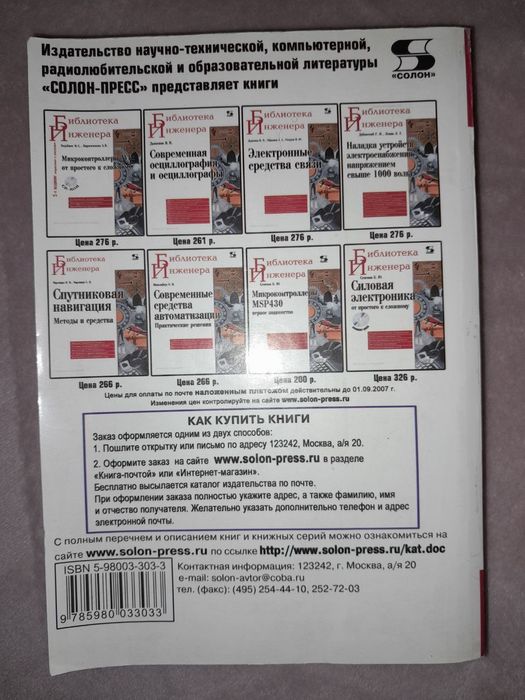 Издательство научно-технической, компьютерной,
радиолюбительской и образовательной литературы
«СОЛОН-ПРЕСС» представляет книги
«СОЛОН»
Библиотека
Инженера
Микроконтроллеры
от простого к сложному
Цена 276 р.
Библиотека
Инженера
Современная
осциллография
и осциллографы
Цена 261 р.
Библиотека
Инженера
Электронные
средства связи
Цена 276 р.
Библиотека
Инженера
Наладка устройств
электроснабжения
напряжением
свыше 1000 вольт
Цена 276 р.
Библиотека
Инженера
Спутниковая
навигация
Методы и средства
Цена 266 р.
Библиотека
Инженера
Современные
средства
автоматизации
Практические решения
Цена 266 р.
Библиотека
Инженера
Микроконтроллеры
MSP430
первое знакомство
Цена 200 р.
Библиотека
Инженера
Силовая
электроника
от простого к сложному
Цена 326 р.
Цены для оплаты по почте наложенным платежом действительны до 01.09.2007 г.
Изменения цен контролируйте на сайте www.solon-press.ru
КАК КУПИТЬ КНИГИ
Заказ оформляется одним из двух способов:
1. Пошлите открытку или письмо по адресу 123242, Москва, а/я 20.
2. Оформите заказ на сайте www.solon-press.ru в разделе
«Книга-почтой» или «Интернет-магазин».
Бесплатно высылается каталог издательства по почте.
При оформлении заказа полностью укажите адрес, а также фамилию, имя
и отчество получателя. Желательно указать дополнительно телефон и адрес
электронной почты.
С полным перечнем и описанием книг и книжных серий можно ознакомиться на
сайте www.solon-press.ru по ссылке http://www.solon-press.ru/kat.doc
ISBN 5-98003-303-3
9 785980 033033
Контактная информация: 123242, г. Москва, а/я 20
e-mail: solon-avtor@coba.ru
тел. (факс): (495) 254-44-10, 252-72-03